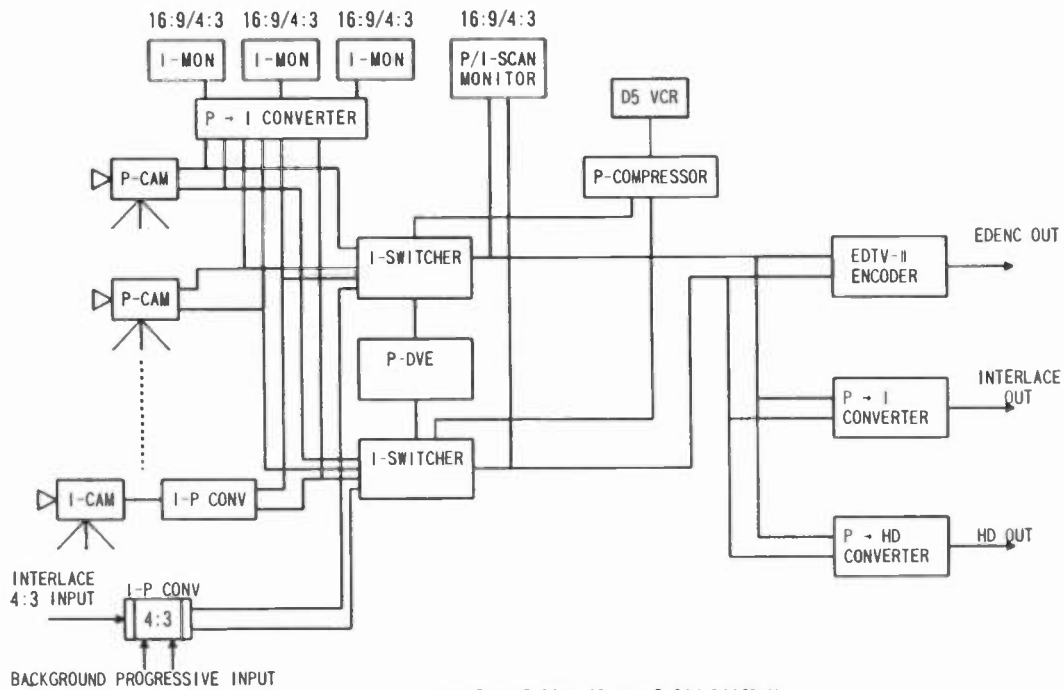 16:9/4:3 16:9/4:3 16:9/4:3 16:9/4:3
I-MON I-MON I-MON
P/I-SCAN
MONITOR
D5 VCR
P → I CONVERTER
P-CAM
P-COMPRESSOR
I-SWITCHER
EDTV-II
ENCODER
EDENC OUT
P-CAM
P-DVE
P → I
CONVERTER
INTERLACE
OUT
I-SWITCHER
I-CAM
I-P CONV
P → HD
CONVERTER
HD OUT
INTERLACE
4:3 INPUT
I-P CONV
4:3
BACKGROUND PROGRESSIVE INPUT